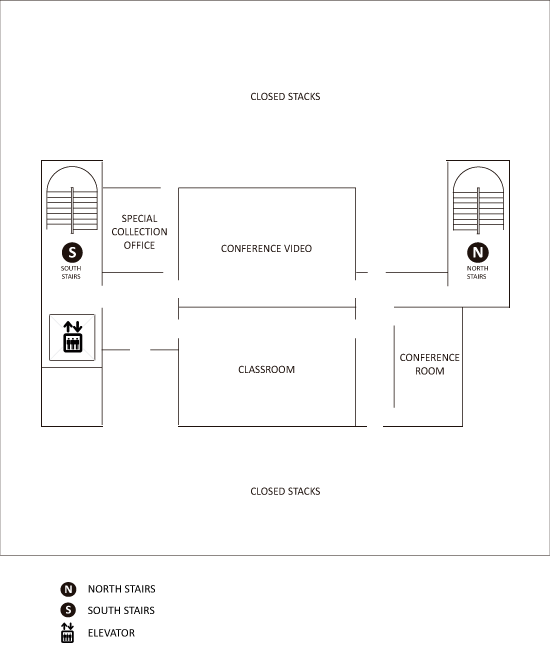 CLOSED STACKS
SPECIAL
COLLECTION
OFFICE
CONFERENCE VIDEO
S
SOUTH
STAIRS
N
NORTH
STAIRS
CLASSROOM
CONFERENCE
ROOM
CLOSED STACKS
N NORTH STAIRS
S SOUTH STAIRS
ELEVATOR